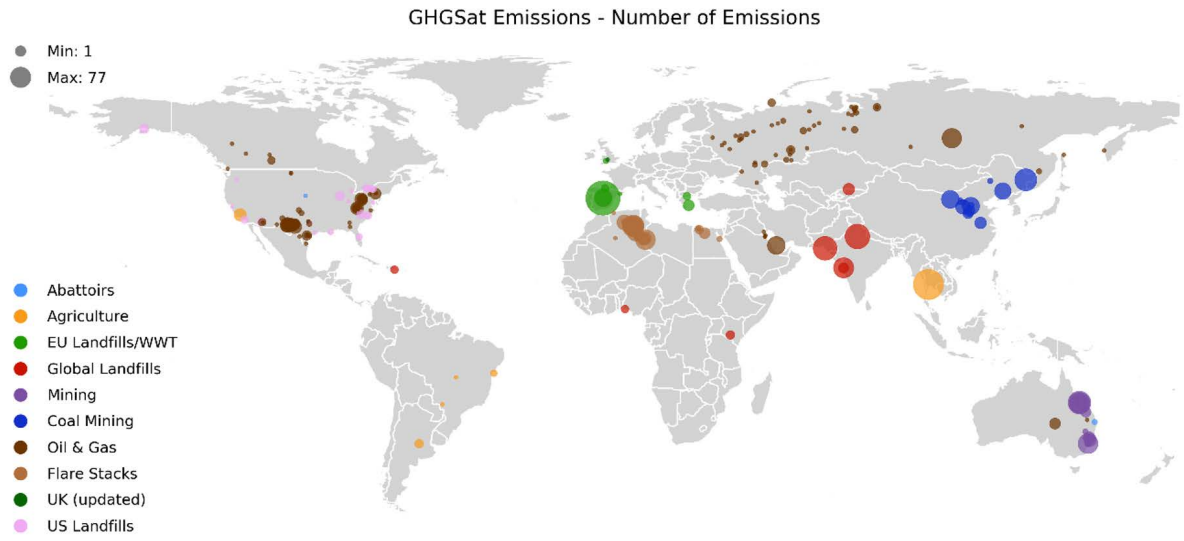 GHGSat Emissions - Number of Emissions
Min: 1
Max: 77
Abattoirs
Agriculture
EU Landfills/WWT
Global Landfills
Mining
Coal Mining
Oil & Gas
Flare Stacks
UK (updated)
US Landfills